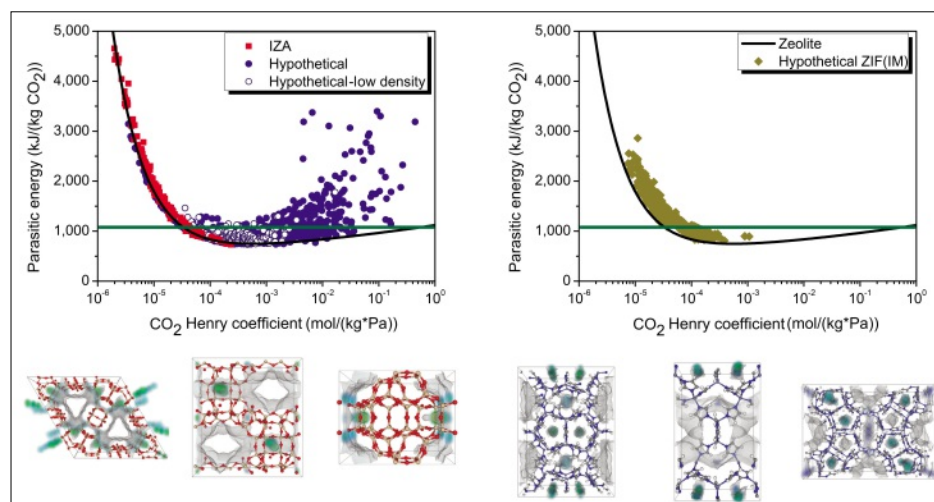 5,000
4,000
3,000
2,000
1,000
0
Parasitic energy (kJ/(kg CO2))
IZA
Hypothetical
Hypothetical-low density
10-6 10-5 10-4 10-3 10-2 10-1 100
CO2 Henry coefficient (mol/(kg*Pa))
5,000
4,000
3,000
2,000
1,000
0
Parasitic energy (kJ/(kg CO2))
Zeolite
Hypothetical ZIF(IM)
10-6 10-5 10-4 10-3 10-2 10-1 100
CO2 Henry coefficient (mol/(kg*Pa))